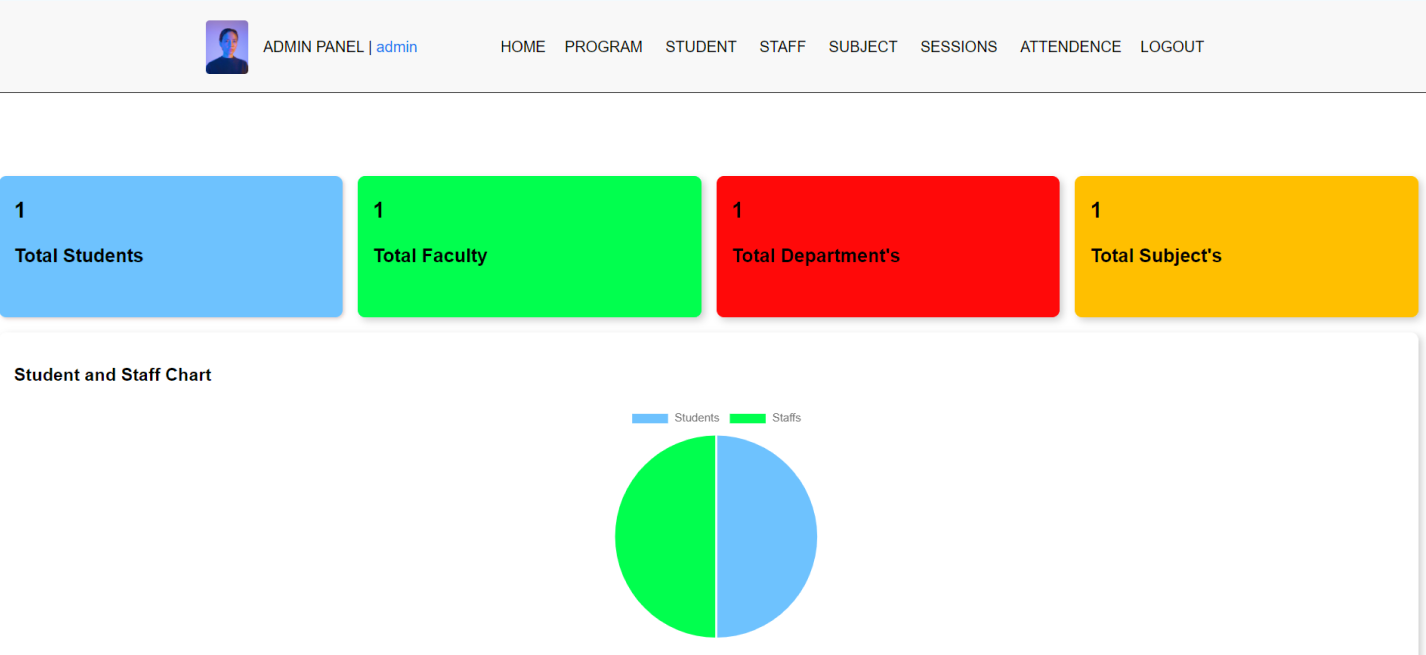 ADMIN PANEL | admin HOME PROGRAM STUDENT STAFF SUBJECT SESSIONS ATTENDENCE LOGOUT
1
Total Students
1
Total Faculty
1
Total Department's
1
Total Subject's
Student and Staff Chart
Students Staffs